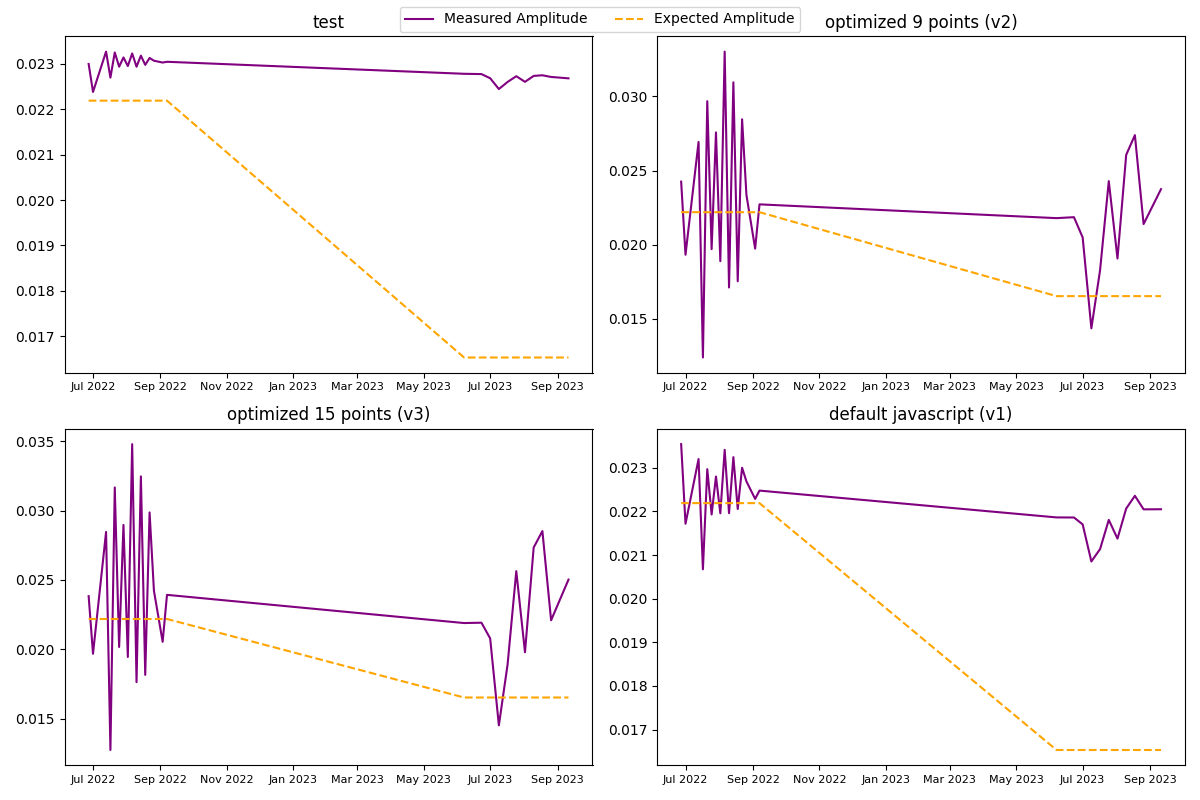 Measured Amplitude Expected Amplitude
test
0.023
0.022
0.021
0.020
0.019
0.018
0.017
Jul 2022 Sep 2022 Nov 2022 Jan 2023 Mar 2023 May 2023 Jul 2023 Sep 2023
optimized 9 points (v2)
0.030
0.025
0.020
0.015
Jul 2022 Sep 2022 Nov 2022 Jan 2023 Mar 2023 May 2023 Jul 2023 Sep 2023
optimized 15 points (v3)
0.035
0.030
0.025
0.020
0.015
Jul 2022 Sep 2022 Nov 2022 Jan 2023 Mar 2023 May 2023 Jul 2023 Sep 2023
default javascript (v1)
0.023
0.022
0.021
0.020
0.019
0.018
0.017
Jul 2022 Sep 2022 Nov 2022 Jan 2023 Mar 2023 May 2023 Jul 2023 Sep 2023